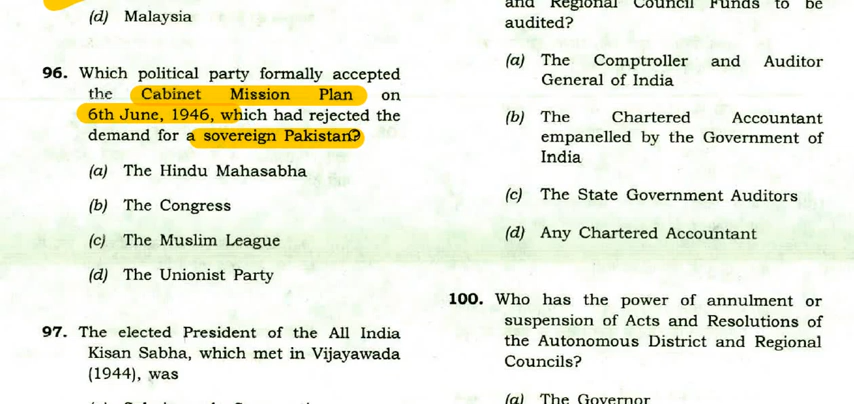 (d) Malaysia
96. Which political party formally accepted
the Cabinet Mission Plan on
6th June, 1946, which had rejected the
demand for a sovereign Pakistan?
(a) The Hindu Mahasabha
(b) The Congress
(c) The Muslim League
(d) The Unionist Party
97. The elected President of the All India
Kisan Sabha, which met in Vijayawada
(1944), was
and Regional Council Funds to be
audited?
(a) The Comptroller and Auditor
General of India
(b) The Chartered Accountant
empanelled by the Government of
India
(c) The State Government Auditors
(d) Any Chartered Accountant
100. Who has the power of annulment or
suspension of Acts and Resolutions of
the Autonomous District and Regional
Councils?
(a) The Governor